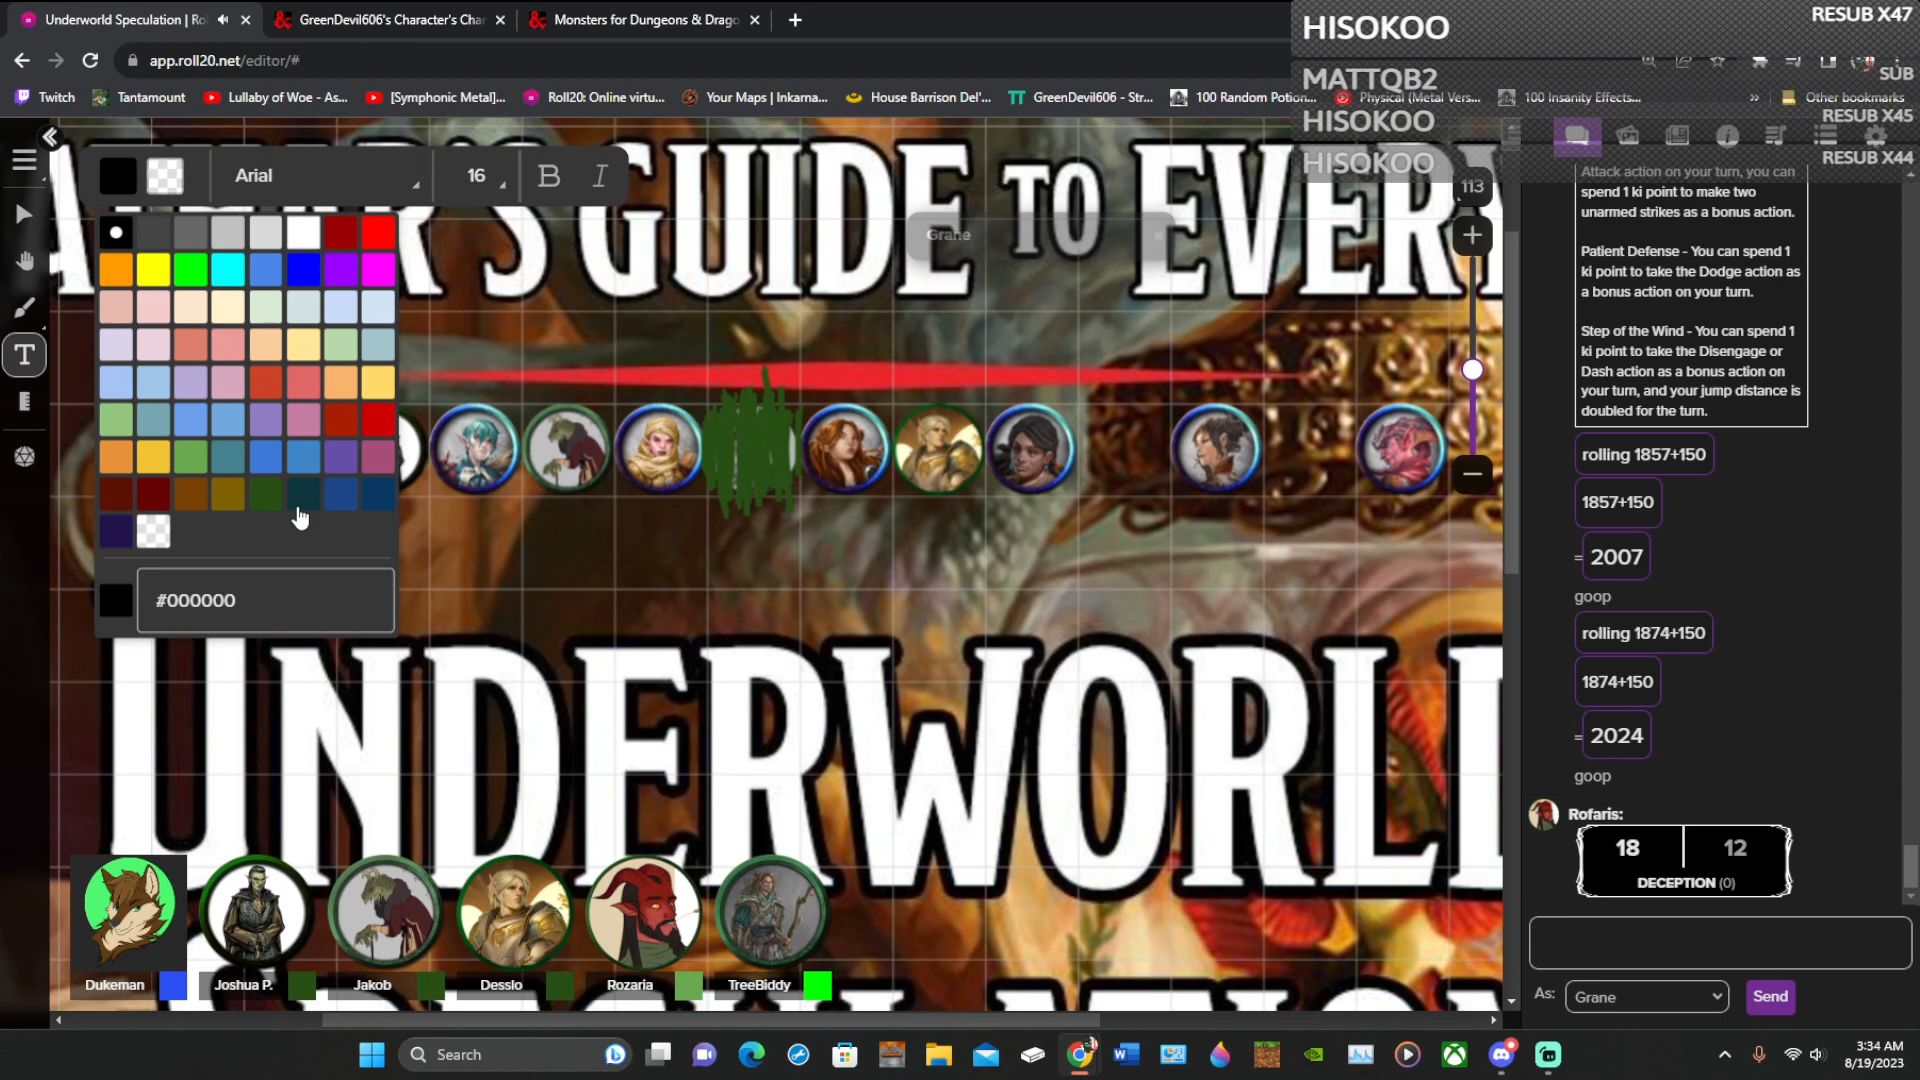 Underworld Speculation | Ro
GreenDevil606's Character's Cha
Monsters for Dungeons & Drago
HISOKOO
RESUB X47
app.roll20.net/editor/#
MATTQB2
SUB
Twitch
Tantamount
Lullaby of Woe - As...
[Symphonic Metal]...
Roll20: Online virtu...
Your Maps | Inkarna...
House Barrison Del'...
GreenDevil606 - Str...
100 Random Potion...
Physical (Metal Vers...
100 Insanity Effects...
»
Other bookmarks
HISOKOO
RESUB X45
HISOKOO
RESUB X44
Arial
16
B
I
113
'S GUIDE TO EVERY
Grane
Attack action on your turn, you can
spend 1 ki point to make two
unarmed strikes as a bonus action.
Patient Defense - You can spend 1
ki point to take the Dodge action as
a bonus action on your turn.
Step of the Wind - You can spend 1
ki point to take the Disengage or
Dash action as a bonus action on
your turn, and your jump distance is
doubled for the turn.
rolling 1857+150
1857+150
=2007
goop
rolling 1874+150
1874+150
=2024
goop
#000000
UNDERWORL
Rofaris:
18
12
DECEPTION (0)
Dukeman
Joshua P.
Jakob
Desslo
Rozaria
TreeBiddy
As:
Grane
Send
Search
3:34 AM
8/19/2023